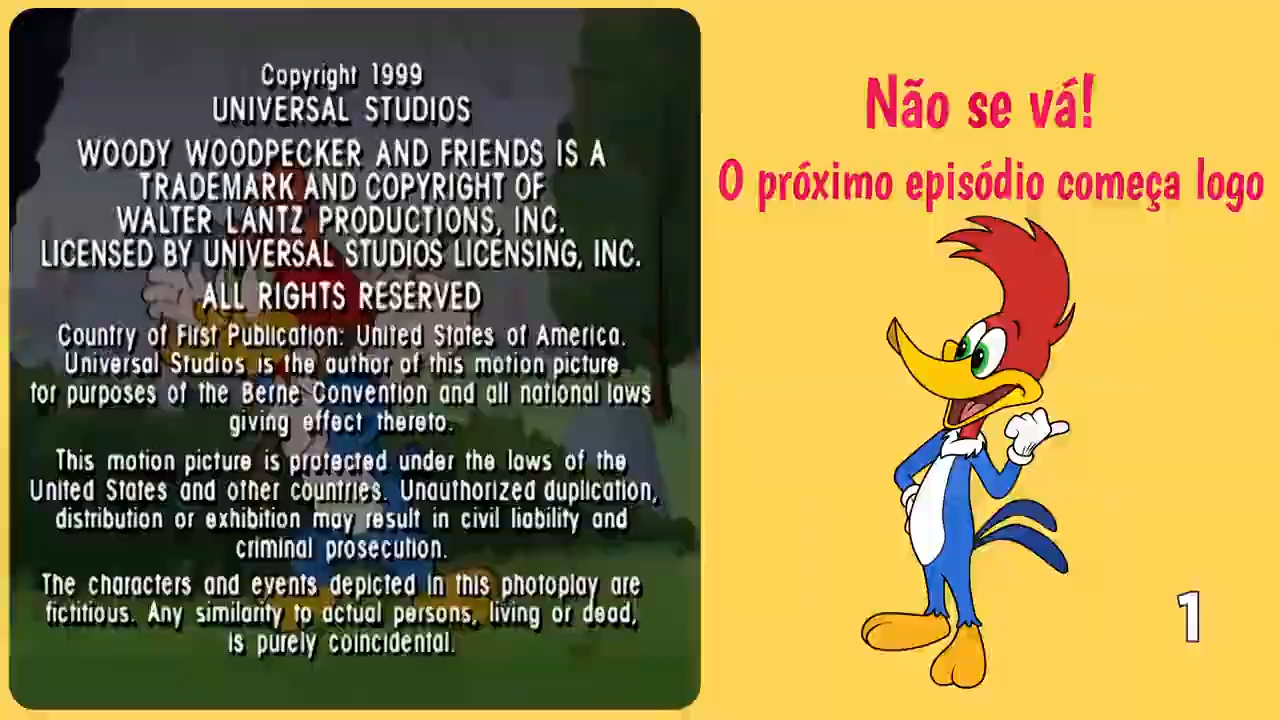 Copyright 1999
UNIVERSAL STUDIOS
WOODY WOODPECKER AND FRIENDS IS A
TRADEMARK AND COPYRIGHT OF
WALTER LANTZ PRODUCTIONS, INC.
LICENSED BY UNIVERSAL STUDIOS LICENSING, INC.
ALL RIGHTS RESERVED
Country of First Publication: United States of America.
Universal Studios is the author of this motion picture
for purposes of the Berne Convention and all national laws
giving effect thereto.
This motion picture is protected under the laws of the
United States and other countries. Unauthorized duplication,
distribution or exhibition may result in civil liability and
criminal prosecution.
The characters and events depicted in this photoplay are
fictitious. Any similarity to actual persons, living or dead,
is purely coincidental.
Não se vá!
O próximo episódio começa logo
1